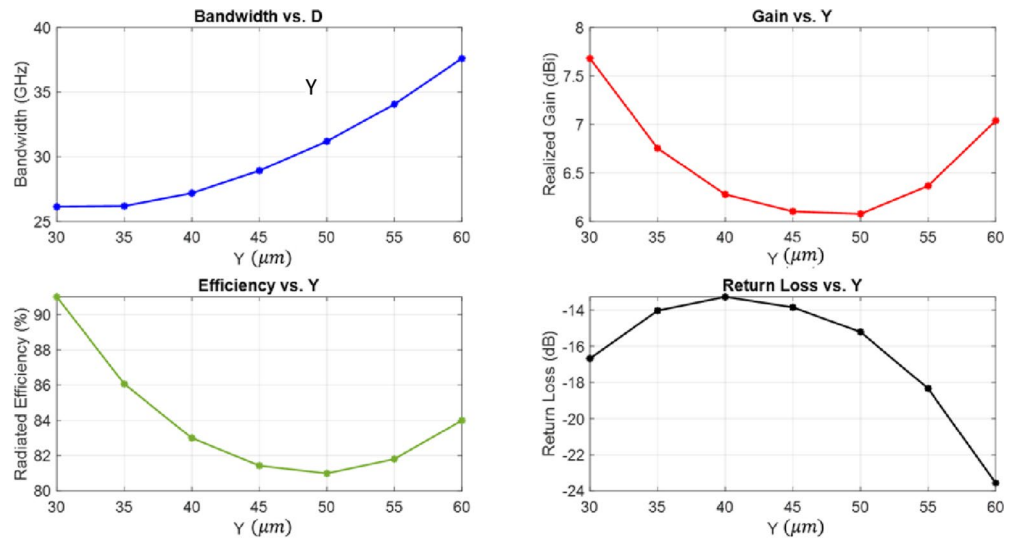 Bandwidth vs. D
40
35
30
25
Bandwidth (GHz)
Y
30 35 40 45 50 55 60
Y (μm)
Gain vs. Y
8
7.5
7
6.5
6
Realized Gain (dBi)
30 35 40 45 50 55 60
Y (μm)
Efficiency vs. Y
90
88
86
84
82
80
Radiated Efficiency (%)
30 35 40 45 50 55 60
Y (μm)
Return Loss vs. Y
-14
-16
-18
-20
-22
-24
Return Loss (dB)
30 35 40 45 50 55 60
Y (μm)